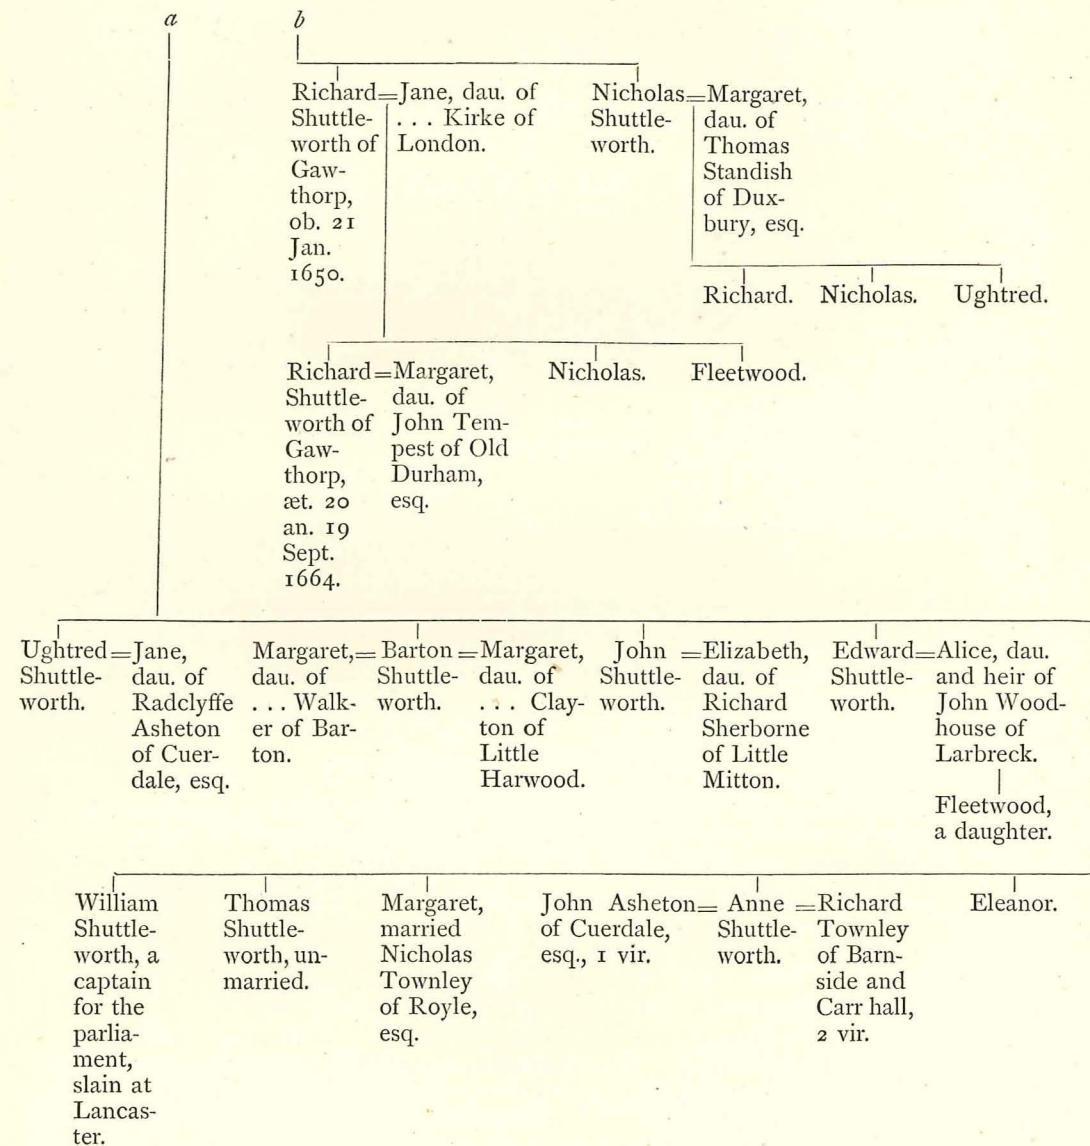 a
b
Richard=Jane, dau. of
Shuttle- . . . Kirke of
worth of London.
Gaw-
thorp,
ob. 21
Jan.
1650.
Nicholas=Margaret,
Shuttle- dau. of
worth. Thomas
Standish
of Dux-
bury, esq.
Richard. Nicholas. Ughtred.
Richard=Margaret,
Shuttle- dau. of
worth of John Tem-
Gaw- pest of Old
thorp, Durham,
æt. 20 esq.
an. 19
Sept.
1664.
Nicholas. Fleetwood.
Ughtred=Jane,
Shuttle- dau. of
worth. Radclyffe
Asheton
of Cuer-
dale, esq.
Margaret,=Barton=Margaret,
dau. of Shuttle- dau. of
. . . Walk- worth. . . . Clay-
er of Bar- ton of
ton. Little
Harwood.
John=Elizabeth,
Shuttle- dau. of
worth. Richard
Sherborne
of Little
Mitton.
Edward=Alice, dau.
Shuttle- and heir of
worth. John Wood-
house of
Larbreck.
Fleetwood,
a daughter.
William
Shuttle-
worth, a
captain
for the
parlia-
ment,
slain at
Lancas-
ter.
Thomas
Shuttle-
worth, un-
married.
Margaret,
married
Nicholas
Townley
of Royle,
esq.
John Asheton=Anne=Richard
of Cuerdale, Shuttle- Townley
esq., 1 vir. worth. of Barn-
side and
Carr hall,
2 vir.
Eleanor.